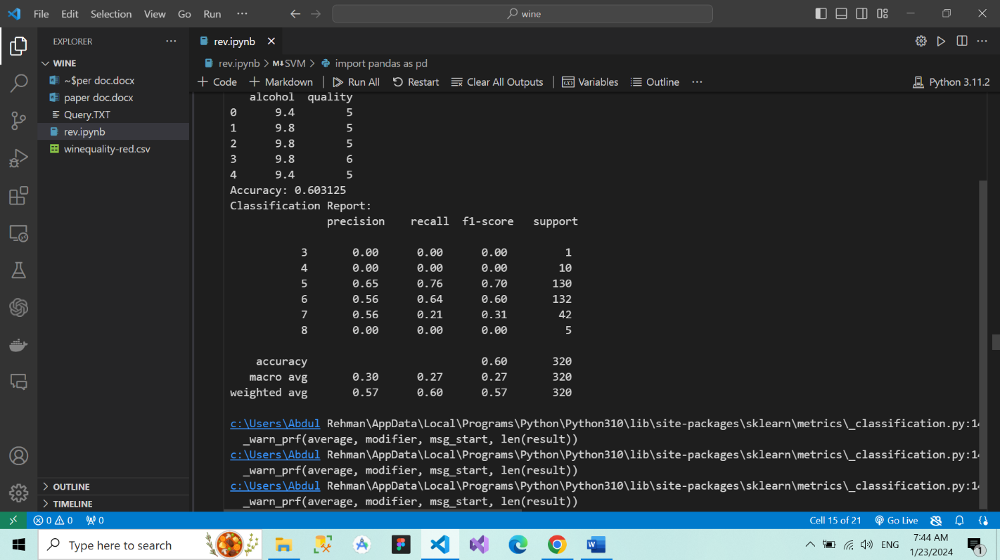 File Edit Selection View Go Run ··· wine
EXPLORER ···
rev.ipynb
WINE
~$per doc.docx
paper doc.docx
Query.TXT
rev.ipynb
winequality-red.csv
OUTLINE
TIMELINE
rev.ipynb > M↓SVM > import pandas as pd
+ Code + Markdown | Run All Restart Clear All Outputs | Variables Outline ··· Python 3.11.2
alcohol quality
0 9.4 5
1 9.8 5
2 9.8 5
3 9.8 6
4 9.4 5
Accuracy: 0.603125
Classification Report:
precision recall f1-score support
3 0.00 0.00 0.00 1
4 0.00 0.00 0.00 10
5 0.65 0.76 0.70 130
6 0.56 0.64 0.60 132
7 0.56 0.21 0.31 42
8 0.00 0.00 0.00 5
accuracy 0.60 320
macro avg 0.30 0.27 0.27 320
weighted avg 0.57 0.60 0.57 320
c:\Users\Abdul Rehman\AppData\Local\Programs\Python\Python310\lib\site-packages\sklearn\metrics\_classification.py:14
_warn_prf(average, modifier, msg_start, len(result))
c:\Users\Abdul Rehman\AppData\Local\Programs\Python\Python310\lib\site-packages\sklearn\metrics\_classification.py:14
_warn_prf(average, modifier, msg_start, len(result))
c:\Users\Abdul Rehman\AppData\Local\Programs\Python\Python310\lib\site-packages\sklearn\metrics\_classification.py:14
_warn_prf(average, modifier, msg_start, len(result))
0 0 0 Cell 15 of 21 Go Live
Type here to search
ENG
7:44 AM
1/23/2024
1